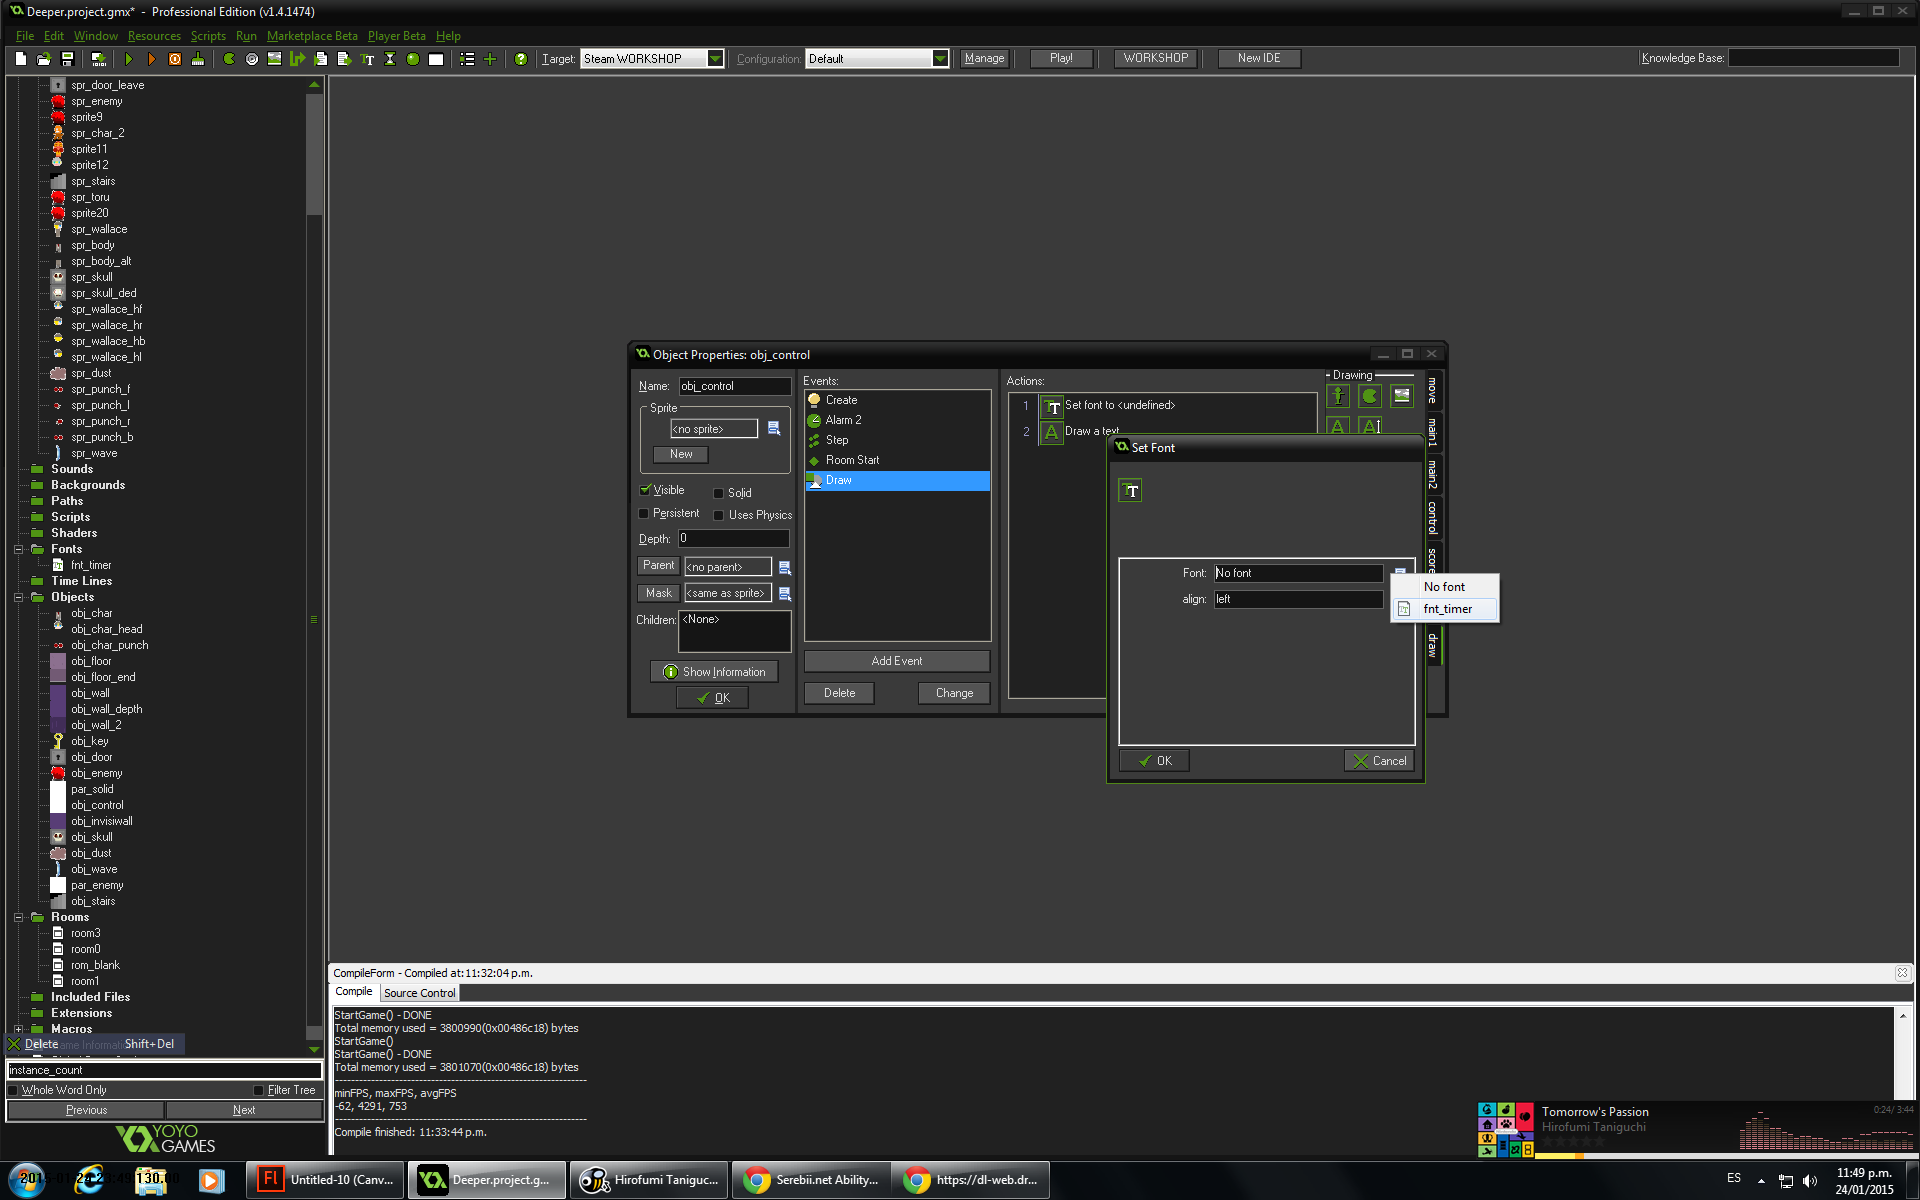 Deeper.project.gmx* - Professional Edition (v1.4.1474)
File Edit Window Resources Scripts Run Marketplace Beta Player Beta Help
Target: Steam WORKSHOP Configuration: Default Manage Play! WORKSHOP New IDE Knowledge Base:
spr_door_leave
spr_enemy
sprite9
spr_char_2
sprite11
sprite12
spr_stairs
spr_toru
sprite20
spr_wallace
spr_body
spr_body_alt
spr_skull
spr_skull_ded
spr_wallace_hf
spr_wallace_hr
spr_wallace_hb
spr_wallace_hl
spr_dust
spr_punch_f
spr_punch_l
spr_punch_r
spr_punch_b
spr_wave
Sounds
Backgrounds
Paths
Scripts
Shaders
Fonts
fnt_timer
Time Lines
Objects
obj_char
obj_char_head
obj_char_punch
obj_floor
obj_floor_end
obj_wall
obj_wall_depth
obj_wall_2
obj_key
obj_door
obj_enemy
par_solid
obj_control
obj_invisiwall
obj_skull
obj_dust
obj_wave
par_enemy
obj_stairs
Rooms
room3
room0
rom_blank
room1
Included Files
Extensions
Macros
Delete Shift+Del
instance_count
Whole Word Only Filter Tree
Previous Next
YOYO
GAMES
Object Properties: obj_control
Name: obj_control
Sprite
<no sprite>
New
Visible Solid
Persistent Uses Physics
Depth: 0
Parent <no parent>
Mask <same as sprite>
Children: <None>
Show Information
OK
Events:
Create
Alarm 2
Step
Room Start
Draw
Add Event
Delete Change
Actions:
1 Set font to <undefined>
2 Draw a text
Drawing
move
main1
main2
control
score
draw
Set Font
Font: No font
align: left
OK Cancel
No font
fnt_timer
CompileForm - Compiled at:11:32:04 p.m.
Compile Source Control
StartGame() - DONE
Total memory used = 3800990(0x00486c18) bytes
StartGame()
StartGame() - DONE
Total memory used = 3801070(0x00486c18) bytes
minFPS, maxFPS, avgFPS
-62, 4291, 753
Compile finished: 11:33:44 p.m.
Tomorrow's Passion 0:24/ 3:44
Hirofumi Taniguchi
Untitled-10 (Canv... Deeper.project.g... Hirofumi Taniguc... Serebii.net Ability... https://dl-web.dr...
ES 11:49 p.m.
24/01/2015